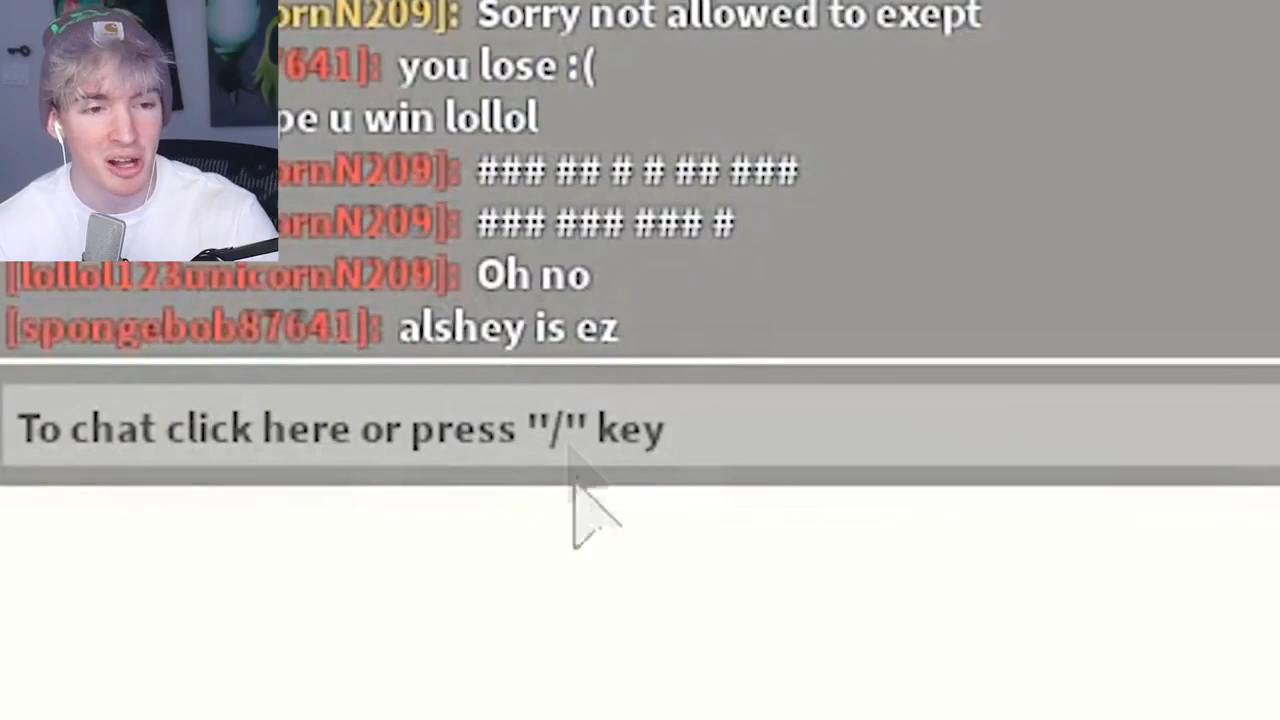 ornN209]: Sorry not allowed to exept
7641]: you lose :(
pe u win lollol
ornN209]: ### ## # # ## ###
ornN209]: ### ### ### #
[lollol123unicornN209]: Oh no
[spongebob87641]: alshey is ez
To chat click here or press "/" key